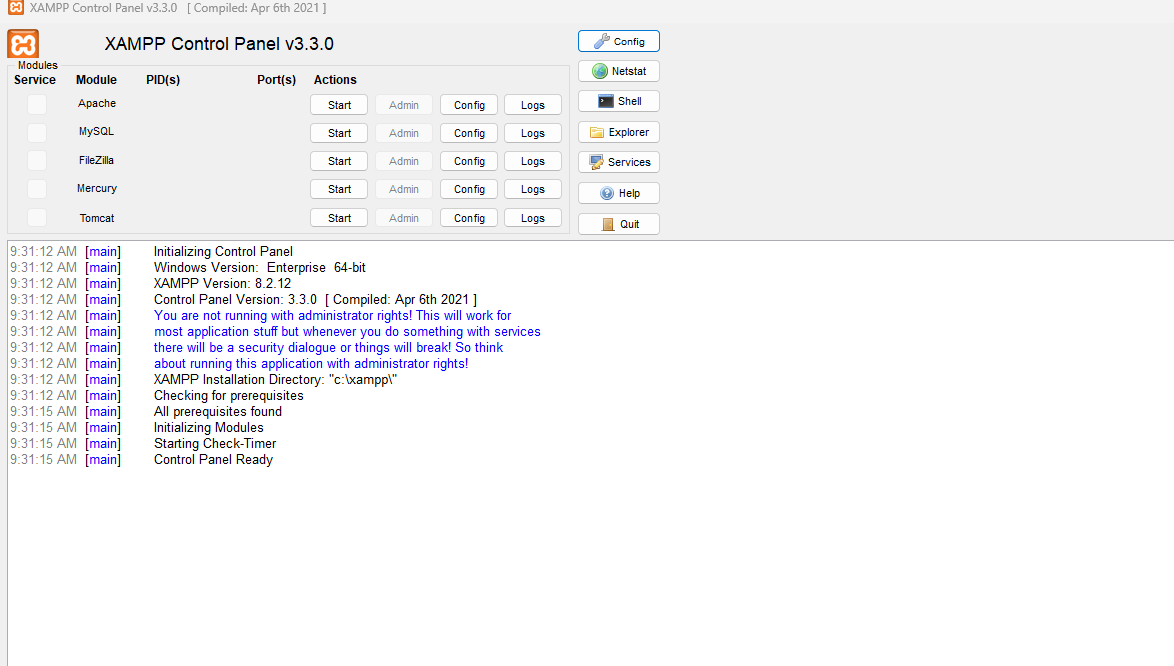 XAMPP Control Panel v3.3.0 [ Compiled: Apr 6th 2021 ]
XAMPP Control Panel v3.3.0
Config
Modules
Netstat
Service Module PID(s) Port(s) Actions
Apache Start Admin Config Logs
Shell
MySQL Start Admin Config Logs
Explorer
FileZilla Start Admin Config Logs
Services
Mercury Start Admin Config Logs
Help
Tomcat Start Admin Config Logs
Quit
9:31:12 AM [main] Initializing Control Panel
9:31:12 AM [main] Windows Version: Enterprise 64-bit
9:31:12 AM [main] XAMPP Version: 8.2.12
9:31:12 AM [main] Control Panel Version: 3.3.0 [ Compiled: Apr 6th 2021 ]
9:31:12 AM [main] You are not running with administrator rights! This will work for
9:31:12 AM [main] most application stuff but whenever you do something with services
9:31:12 AM [main] there will be a security dialogue or things will break! So think
9:31:12 AM [main] about running this application with administrator rights!
9:31:12 AM [main] XAMPP Installation Directory: "c:\xampp\"
9:31:12 AM [main] Checking for prerequisites
9:31:15 AM [main] All prerequisites found
9:31:15 AM [main] Initializing Modules
9:31:15 AM [main] Starting Check-Timer
9:31:15 AM [main] Control Panel Ready